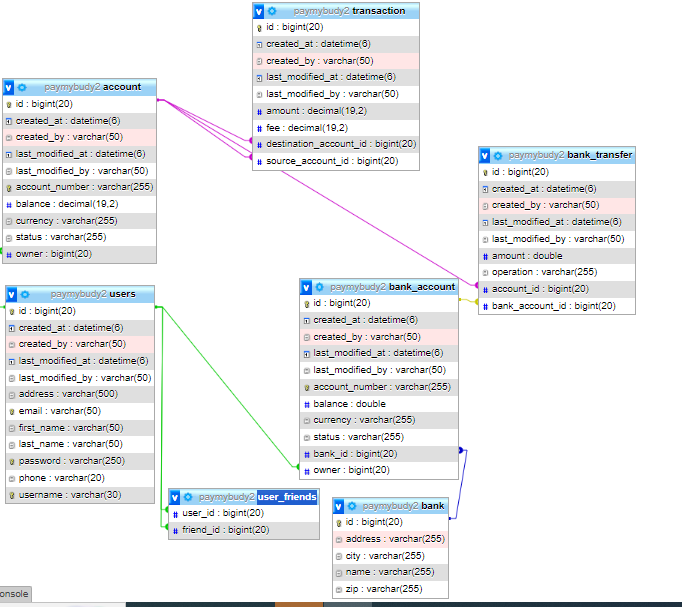 paymybudy2 transaction
id : bigint(20)
created_at : datetime(6)
created_by : varchar(50)
last_modified_at : datetime(6)
last_modified_by : varchar(50)
amount : decimal(19,2)
fee : decimal(19,2)
destination_account_id : bigint(20)
source_account_id : bigint(20)
paymybudy2 account
id : bigint(20)
created_at : datetime(6)
created_by : varchar(50)
last_modified_at : datetime(6)
last_modified_by : varchar(50)
account_number : varchar(255)
balance : decimal(19,2)
currency : varchar(255)
status : varchar(255)
owner : bigint(20)
paymybudy2 bank_transfer
id : bigint(20)
created_at : datetime(6)
created_by : varchar(50)
last_modified_at : datetime(6)
last_modified_by : varchar(50)
amount : double
operation : varchar(255)
account_id : bigint(20)
bank_account_id : bigint(20)
paymybudy2 users
id : bigint(20)
created_at : datetime(6)
created_by : varchar(50)
last_modified_at : datetime(6)
last_modified_by : varchar(50)
address : varchar(500)
email : varchar(50)
first_name : varchar(50)
last_name : varchar(50)
password : varchar(250)
phone : varchar(20)
username : varchar(30)
paymybudy2 bank_account
id : bigint(20)
created_at : datetime(6)
created_by : varchar(50)
last_modified_at : datetime(6)
last_modified_by : varchar(50)
account_number : varchar(255)
balance : double
currency : varchar(255)
status : varchar(255)
bank_id : bigint(20)
owner : bigint(20)
paymybudy2 user_friends
user_id : bigint(20)
friend_id : bigint(20)
paymybudy2 bank
id : bigint(20)
address : varchar(255)
city : varchar(255)
name : varchar(255)
zip : varchar(255)
onsole